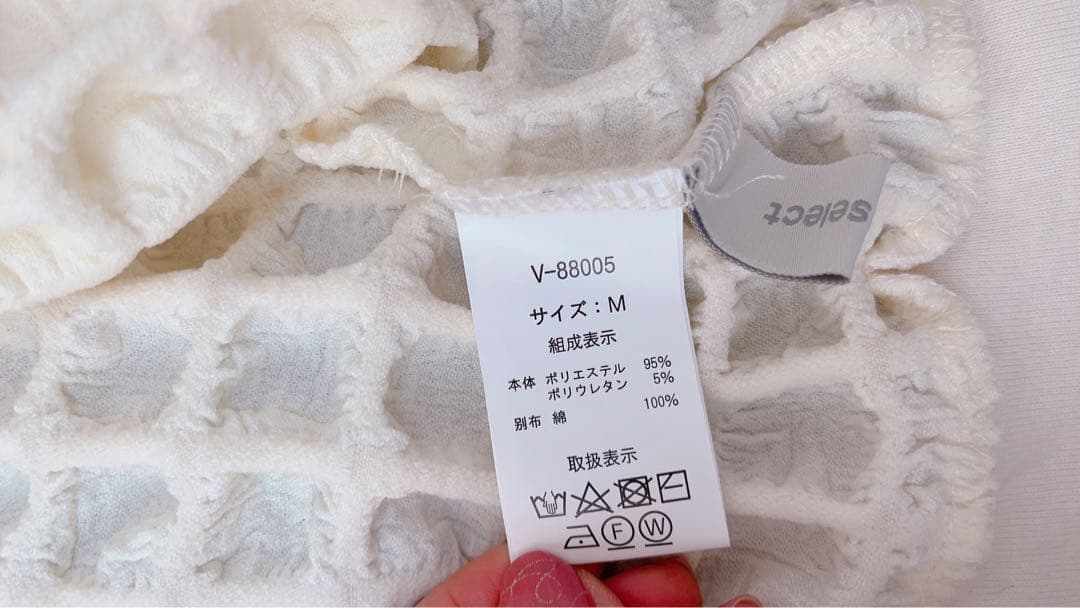 V-88005
サイズ：M
組成表示
本体 ポリエステル 95%
ポリウレタン 5%
別布 綿 100%
取扱表示
F W
select